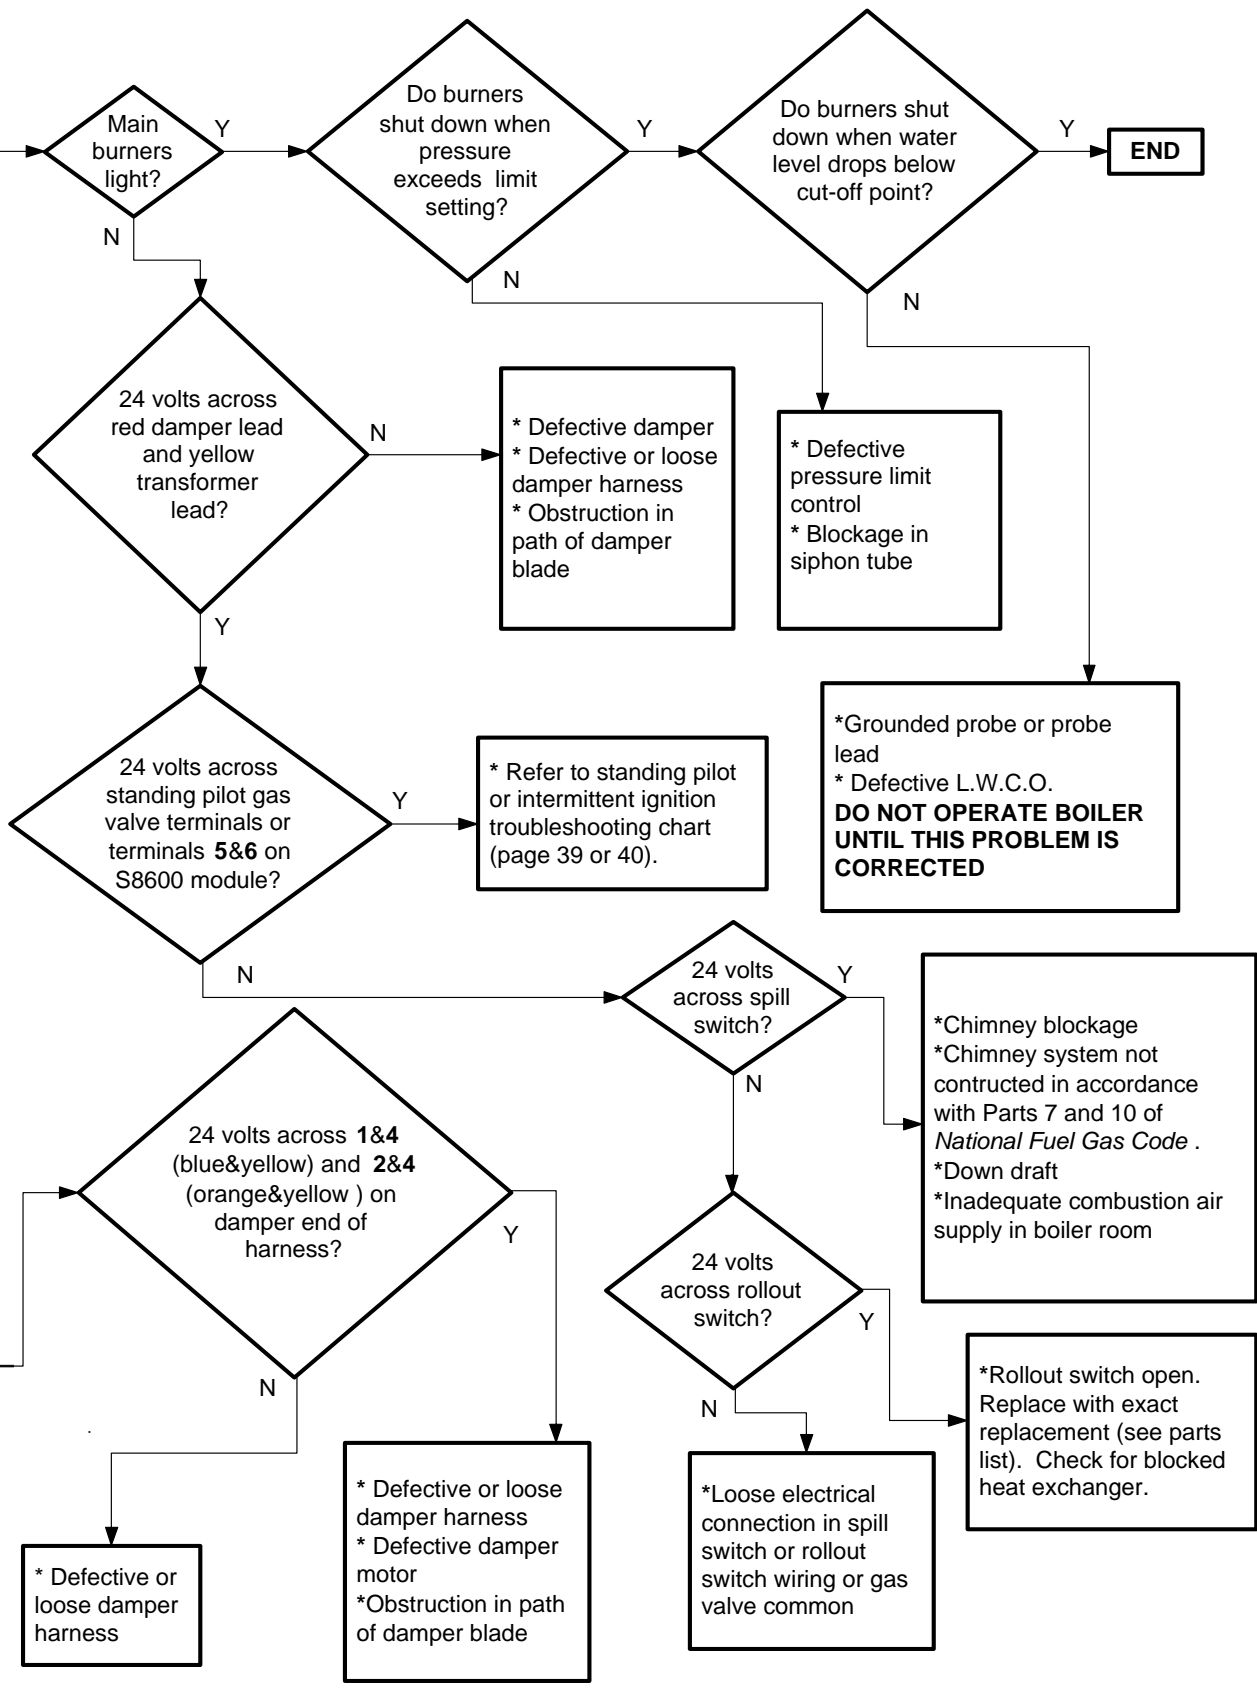 Main
burners
light?
Y
N
Do burners
shut down when
pressure
exceeds limit
setting?
Y
N
Do burners shut
down when water
level drops below
cut-off point?
Y
N
END
24 volts across
red damper lead
and yellow
transformer
lead?
N
Y
* Defective damper
* Defective or loose
damper harness
* Obstruction in
path of damper
blade
* Defective
pressure limit
control
* Blockage in
siphon tube
24 volts across
standing pilot gas
valve terminals or
terminals 5&6 on
S8600 module?
Y
N
* Refer to standing pilot
or intermittent ignition
troubleshooting chart
(page 39 or 40).
*Grounded probe or probe
lead
* Defective L.W.C.O.
DO NOT OPERATE BOILER
UNTIL THIS PROBLEM IS
CORRECTED
24 volts
across spill
switch?
Y
N
*Chimney blockage
*Chimney system not
contructed in accordance
with Parts 7 and 10 of
National Fuel Gas Code .
*Down draft
*Inadequate combustion air
supply in boiler room
24 volts across 1&4
(blue&yellow) and 2&4
(orange&yellow ) on
damper end of
harness?
Y
N
24 volts
across rollout
switch?
Y
N
*Rollout switch open.
Replace with exact
replacement (see parts
list). Check for blocked
heat exchanger.
* Defective or
loose damper
harness
* Defective or loose
damper harness
* Defective damper
motor
*Obstruction in path
of damper blade
*Loose electrical
connection in spill
switch or rollout
switch wiring or gas
valve common